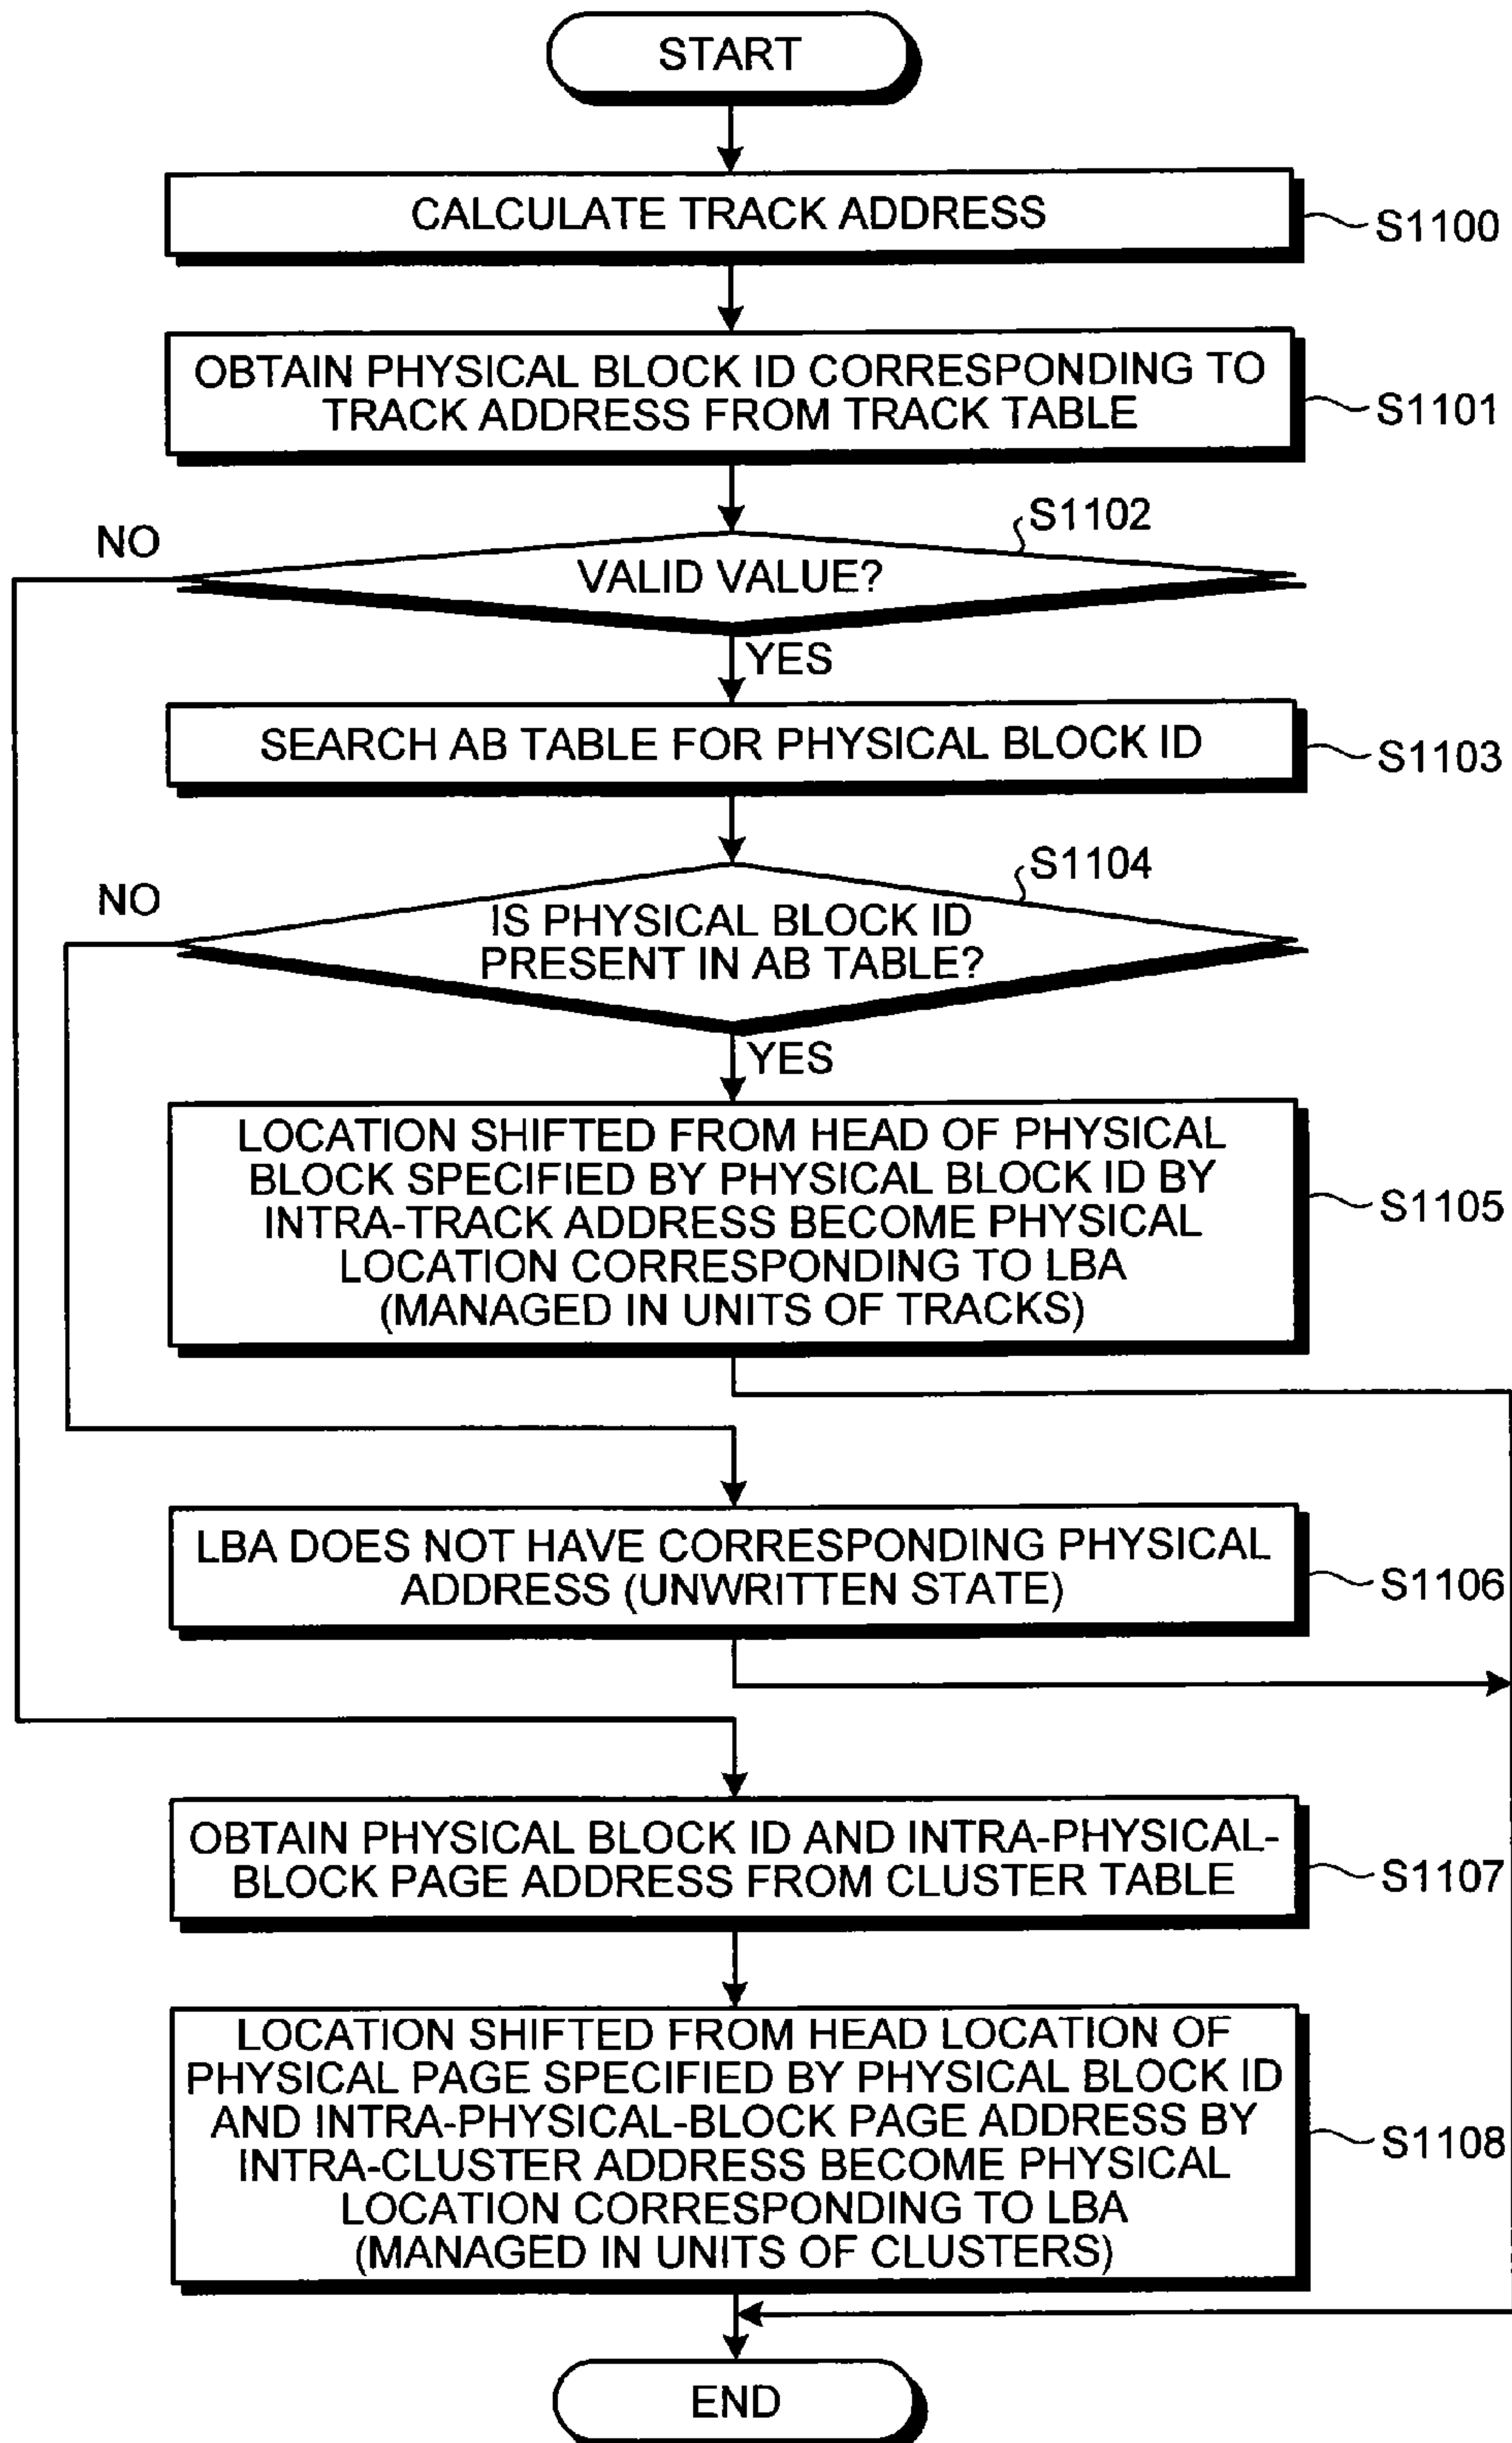 START
CALCULATE TRACK ADDRESS
S1100
OBTAIN PHYSICAL BLOCK ID CORRESPONDING TO
TRACK ADDRESS FROM TRACK TABLE
S1101
S1102
NO
VALID VALUE?
YES
SEARCH AB TABLE FOR PHYSICAL BLOCK ID
S1103
S1104
NO
IS PHYSICAL BLOCK ID
PRESENT IN AB TABLE?
YES
LOCATION SHIFTED FROM HEAD OF PHYSICAL
BLOCK SPECIFIED BY PHYSICAL BLOCK ID BY
INTRA-TRACK ADDRESS BECOME PHYSICAL
LOCATION CORRESPONDING TO LBA
(MANAGED IN UNITS OF TRACKS)
S1105
LBA DOES NOT HAVE CORRESPONDING PHYSICAL
ADDRESS (UNWRITTEN STATE)
S1106
OBTAIN PHYSICAL BLOCK ID AND INTRA-PHYSICAL-
BLOCK PAGE ADDRESS FROM CLUSTER TABLE
S1107
LOCATION SHIFTED FROM HEAD LOCATION OF
PHYSICAL PAGE SPECIFIED BY PHYSICAL BLOCK ID
AND INTRA-PHYSICAL-BLOCK PAGE ADDRESS BY
INTRA-CLUSTER ADDRESS BECOME PHYSICAL
LOCATION CORRESPONDING TO LBA
(MANAGED IN UNITS OF CLUSTERS)
S1108
END